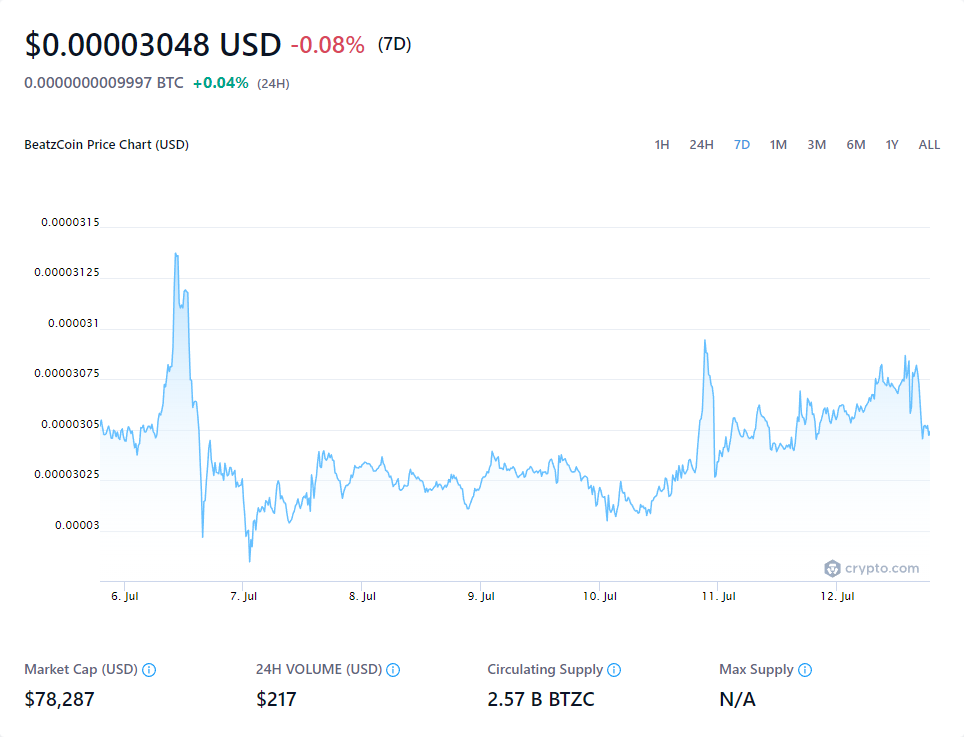 $0.00003048 USD -0.08% (7D)
0.0000000009997 BTC +0.04% (24H)
BeatzCoin Price Chart (USD) 1H 24H 7D 1M 3M 6M 1Y ALL
0.0000315
0.00003125
0.000031
0.00003075
0.0000305
0.00003025
0.00003
crypto.com
6. Jul 7. Jul 8. Jul 9. Jul 10. Jul 11. Jul 12. Jul
Market Cap (USD) 24H VOLUME (USD) Circulating Supply Max Supply
$78,287 $217 2.57 B BTZC N/A